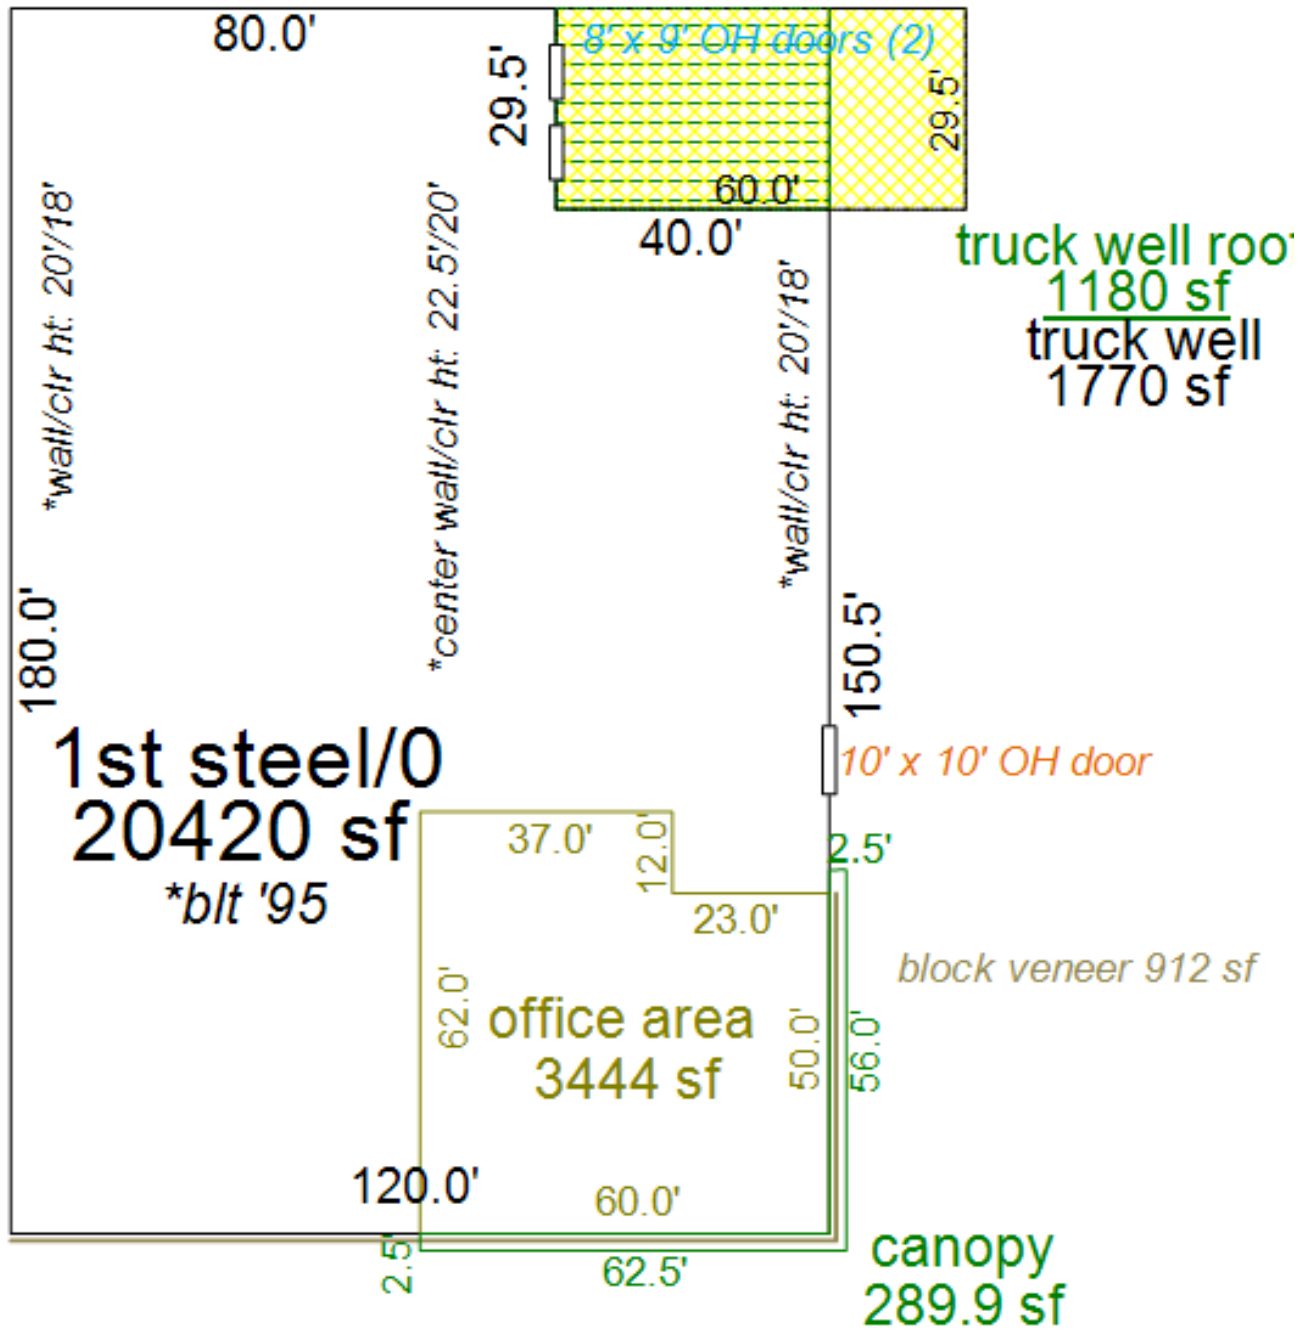 80.0'
8' x 9' OH doors (2)
29.5'
29.5'
60.0'
40.0'
*wall/clr ht: 20'/18'
*center wall/clr ht: 22.5'/20'
*wall/clr ht: 20'/18'
truck well roof
1180 sf
truck well
1770 sf
180.0'
150.5'
1st steel/0
20420 sf
*blt '95
10' x 10' OH door
37.0'
12.0'
2.5'
23.0'
block veneer 912 sf
62.0'
office area
3444 sf
50.0'
56.0'
120.0'
60.0'
2.5'
62.5'
canopy
289.9 sf